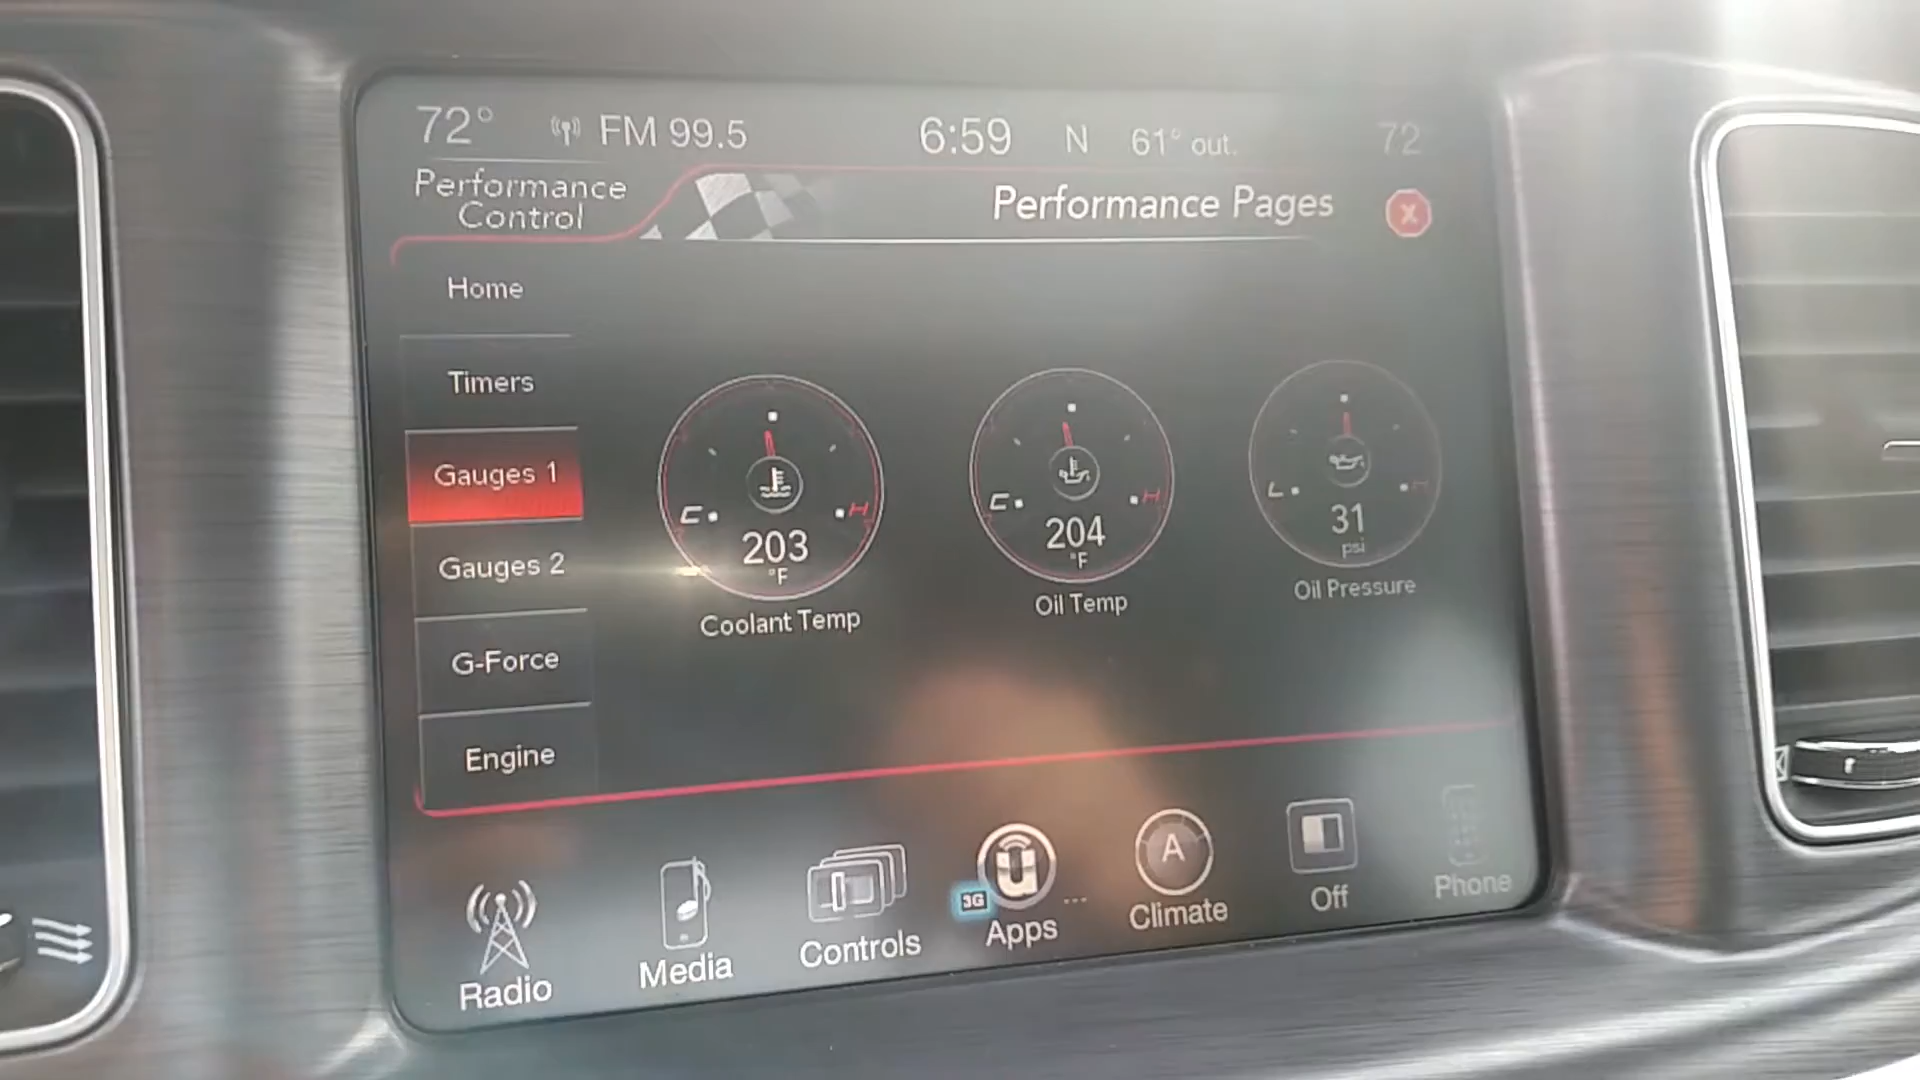 72° FM 99.5 6:59 N 61° out. 72
Performance
Control
Performance Pages
X
Home
Timers
Gauges 1
Gauges 2
G-Force
Engine
C H
203
°F
Coolant Temp
C H
204
°F
Oil Temp
L H
31
psi
Oil Pressure
Radio
Media
Controls
3G
Apps
...
A
Climate
Off
Phone